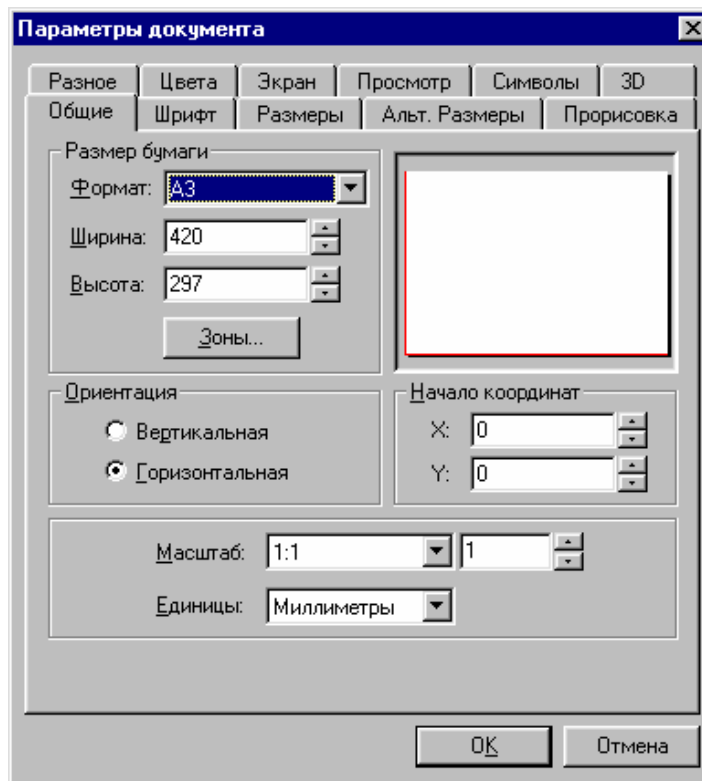 Параметры документа
Разное Цвета Экран Просмотр Символы 3D
Общие Шрифт Размеры Альт. Размеры Прорисовка
Размер бумаги
Формат: A3
Ширина: 420
Высота: 297
Зоны...
Ориентация
Вертикальная
Горизонтальная
Начало координат
X: 0
Y: 0
Масштаб: 1:1 1
Единицы: Миллиметры
OK Отмена